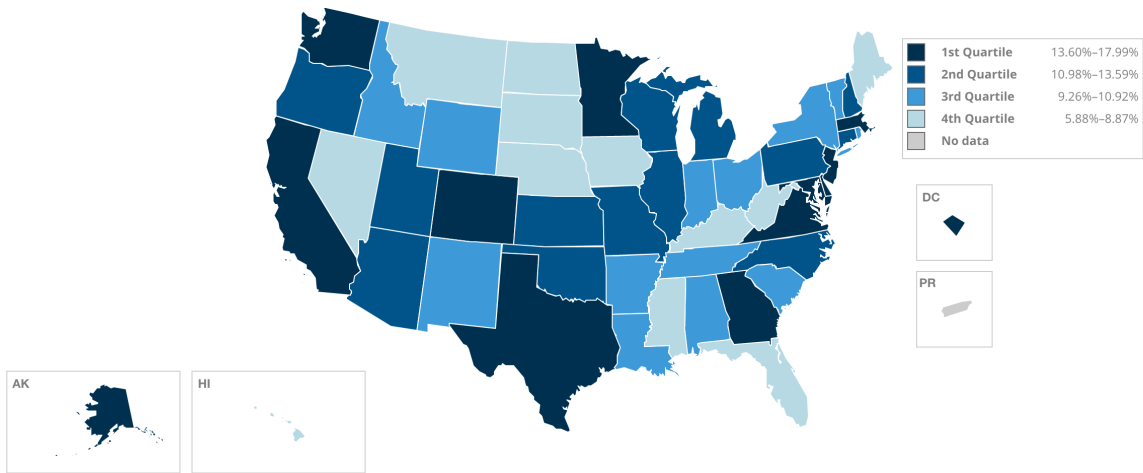 1st Quartile 13.60%–17.99%
2nd Quartile 10.98%–13.59%
3rd Quartile 9.26%–10.92%
4th Quartile 5.88%–8.87%
No data
DC
PR
AK
HI